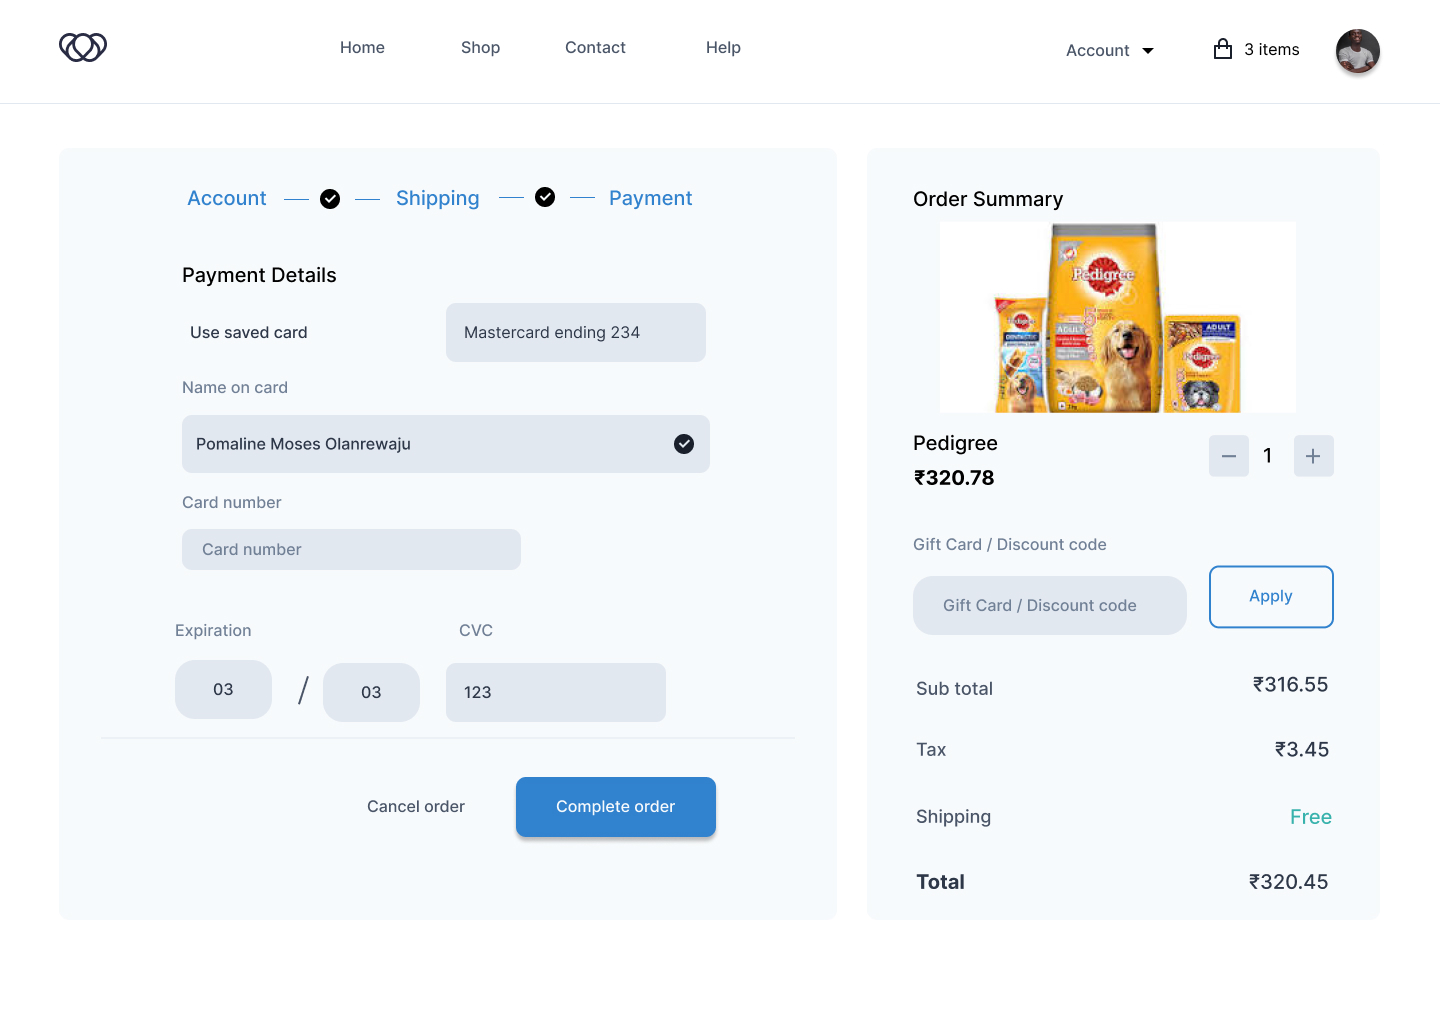 Home
Shop
Contact
Help
Account
3 items
Account
Shipping
Payment
Payment Details
Use saved card
Mastercard ending 234
Name on card
Pomaline Moses Olanrewaju
Card number
Card number
Expiration
CVC
03
/
03
123
Cancel order
Complete order
Order Summary
Pedigree
ADULT
Pedigree
ADULT
Pedigree
Pedigree
1
₹320.78
Gift Card / Discount code
Gift Card / Discount code
Apply
Sub total
₹316.55
Tax
₹3.45
Shipping
Free
Total
₹320.45